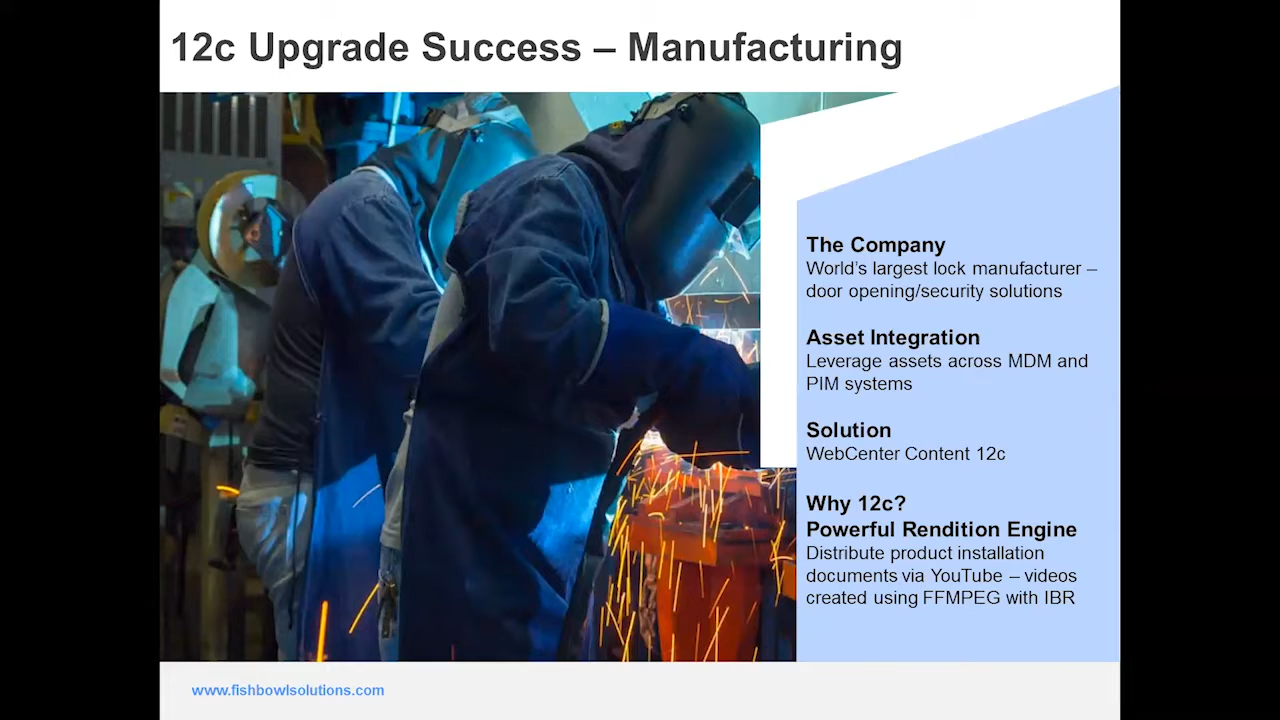 12c Upgrade Success – Manufacturing
The Company
World's largest lock manufacturer –
door opening/security solutions
Asset Integration
Leverage assets across MDM and
PIM systems
Solution
WebCenter Content 12c
Why 12c?
Powerful Rendition Engine
Distribute product installation
documents via YouTube – videos
created using FFMPEG with IBR
www.fishbowlsolutions.com